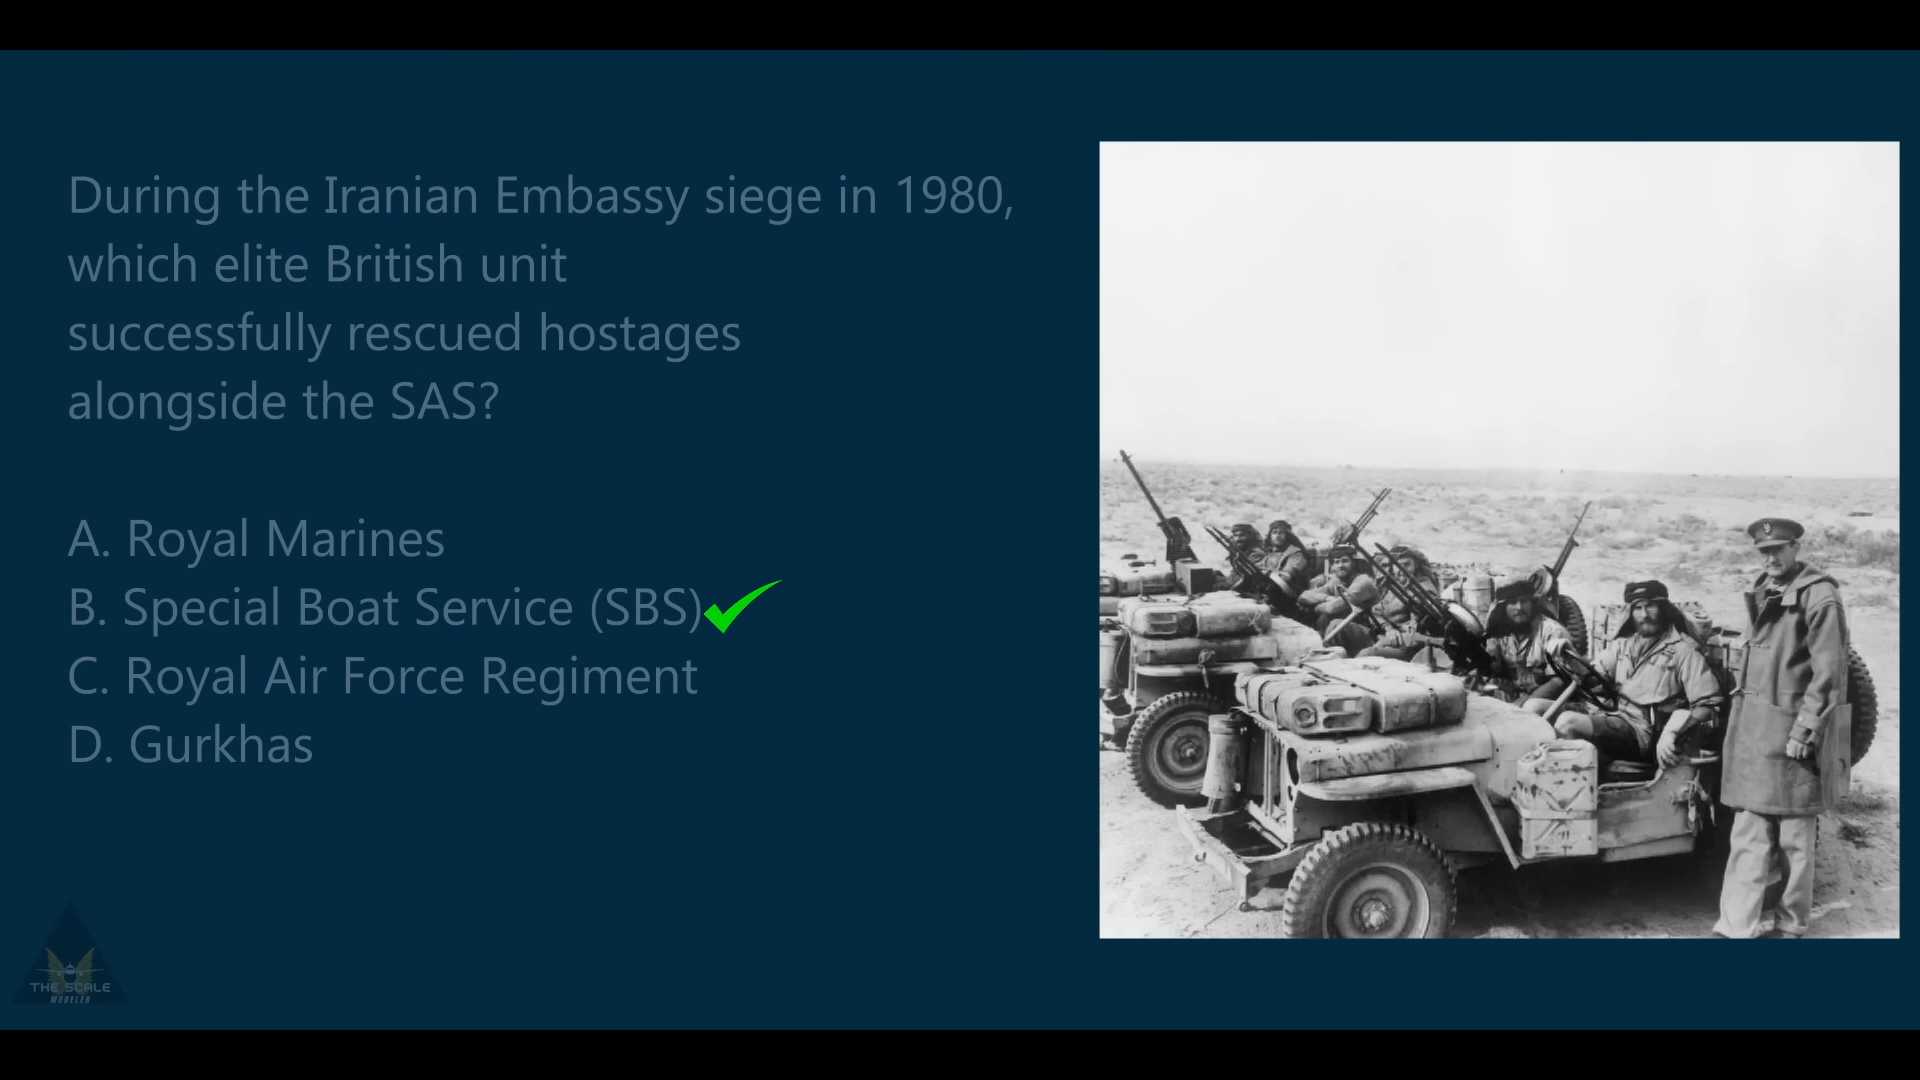 During the Iranian Embassy siege in 1980,
which elite British unit
successfully rescued hostages
alongside the SAS?
A. Royal Marines
B. Special Boat Service (SBS)
C. Royal Air Force Regiment
D. Gurkhas
THE SCALE
MODELER